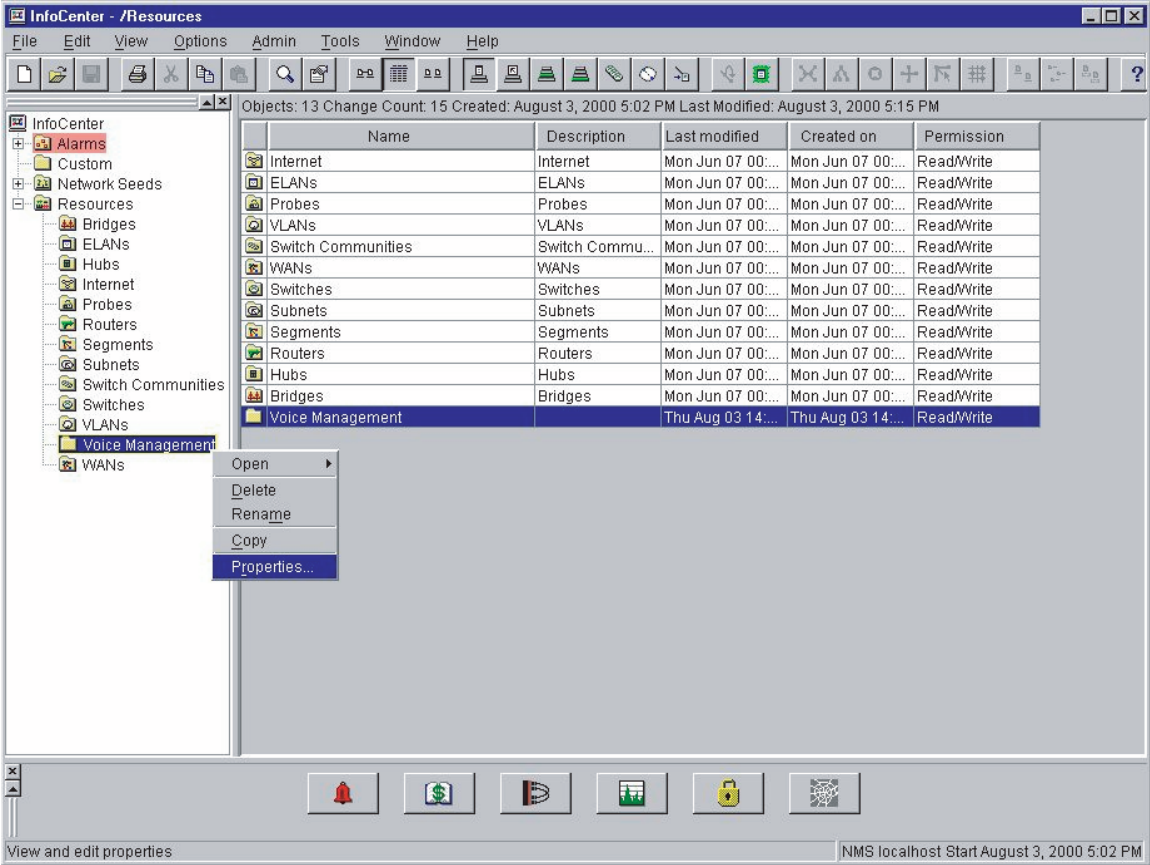 InfoCenter - /Resources
File Edit View Options Admin Tools Window Help
?
Objects: 13 Change Count: 15 Created: August 3, 2000 5:02 PM Last Modified: August 3, 2000 5:15 PM
InfoCenter
Alarms
Custom
Network Seeds
Resources
Bridges
ELANs
Hubs
Internet
Probes
Routers
Segments
Subnets
Switch Communities
Switches
VLANs
Voice Management
WANs
Name Description Last modified Created on Permission
Internet Internet Mon Jun 07 00:... Mon Jun 07 00:... Read/Write
ELANs ELANs Mon Jun 07 00:... Mon Jun 07 00:... Read/Write
Probes Probes Mon Jun 07 00:... Mon Jun 07 00:... Read/Write
VLANs VLANs Mon Jun 07 00:... Mon Jun 07 00:... Read/Write
Switch Communities Switch Commu... Mon Jun 07 00:... Mon Jun 07 00:... Read/Write
WANs WANs Mon Jun 07 00:... Mon Jun 07 00:... Read/Write
Switches Switches Mon Jun 07 00:... Mon Jun 07 00:... Read/Write
Subnets Subnets Mon Jun 07 00:... Mon Jun 07 00:... Read/Write
Segments Segments Mon Jun 07 00:... Mon Jun 07 00:... Read/Write
Routers Routers Mon Jun 07 00:... Mon Jun 07 00:... Read/Write
Hubs Hubs Mon Jun 07 00:... Mon Jun 07 00:... Read/Write
Bridges Bridges Mon Jun 07 00:... Mon Jun 07 00:... Read/Write
Voice Management Thu Aug 03 14:... Thu Aug 03 14:... Read/Write
Open
Delete
Rename
Copy
Properties...
View and edit properties
NMS localhost Start August 3, 2000 5:02 PM